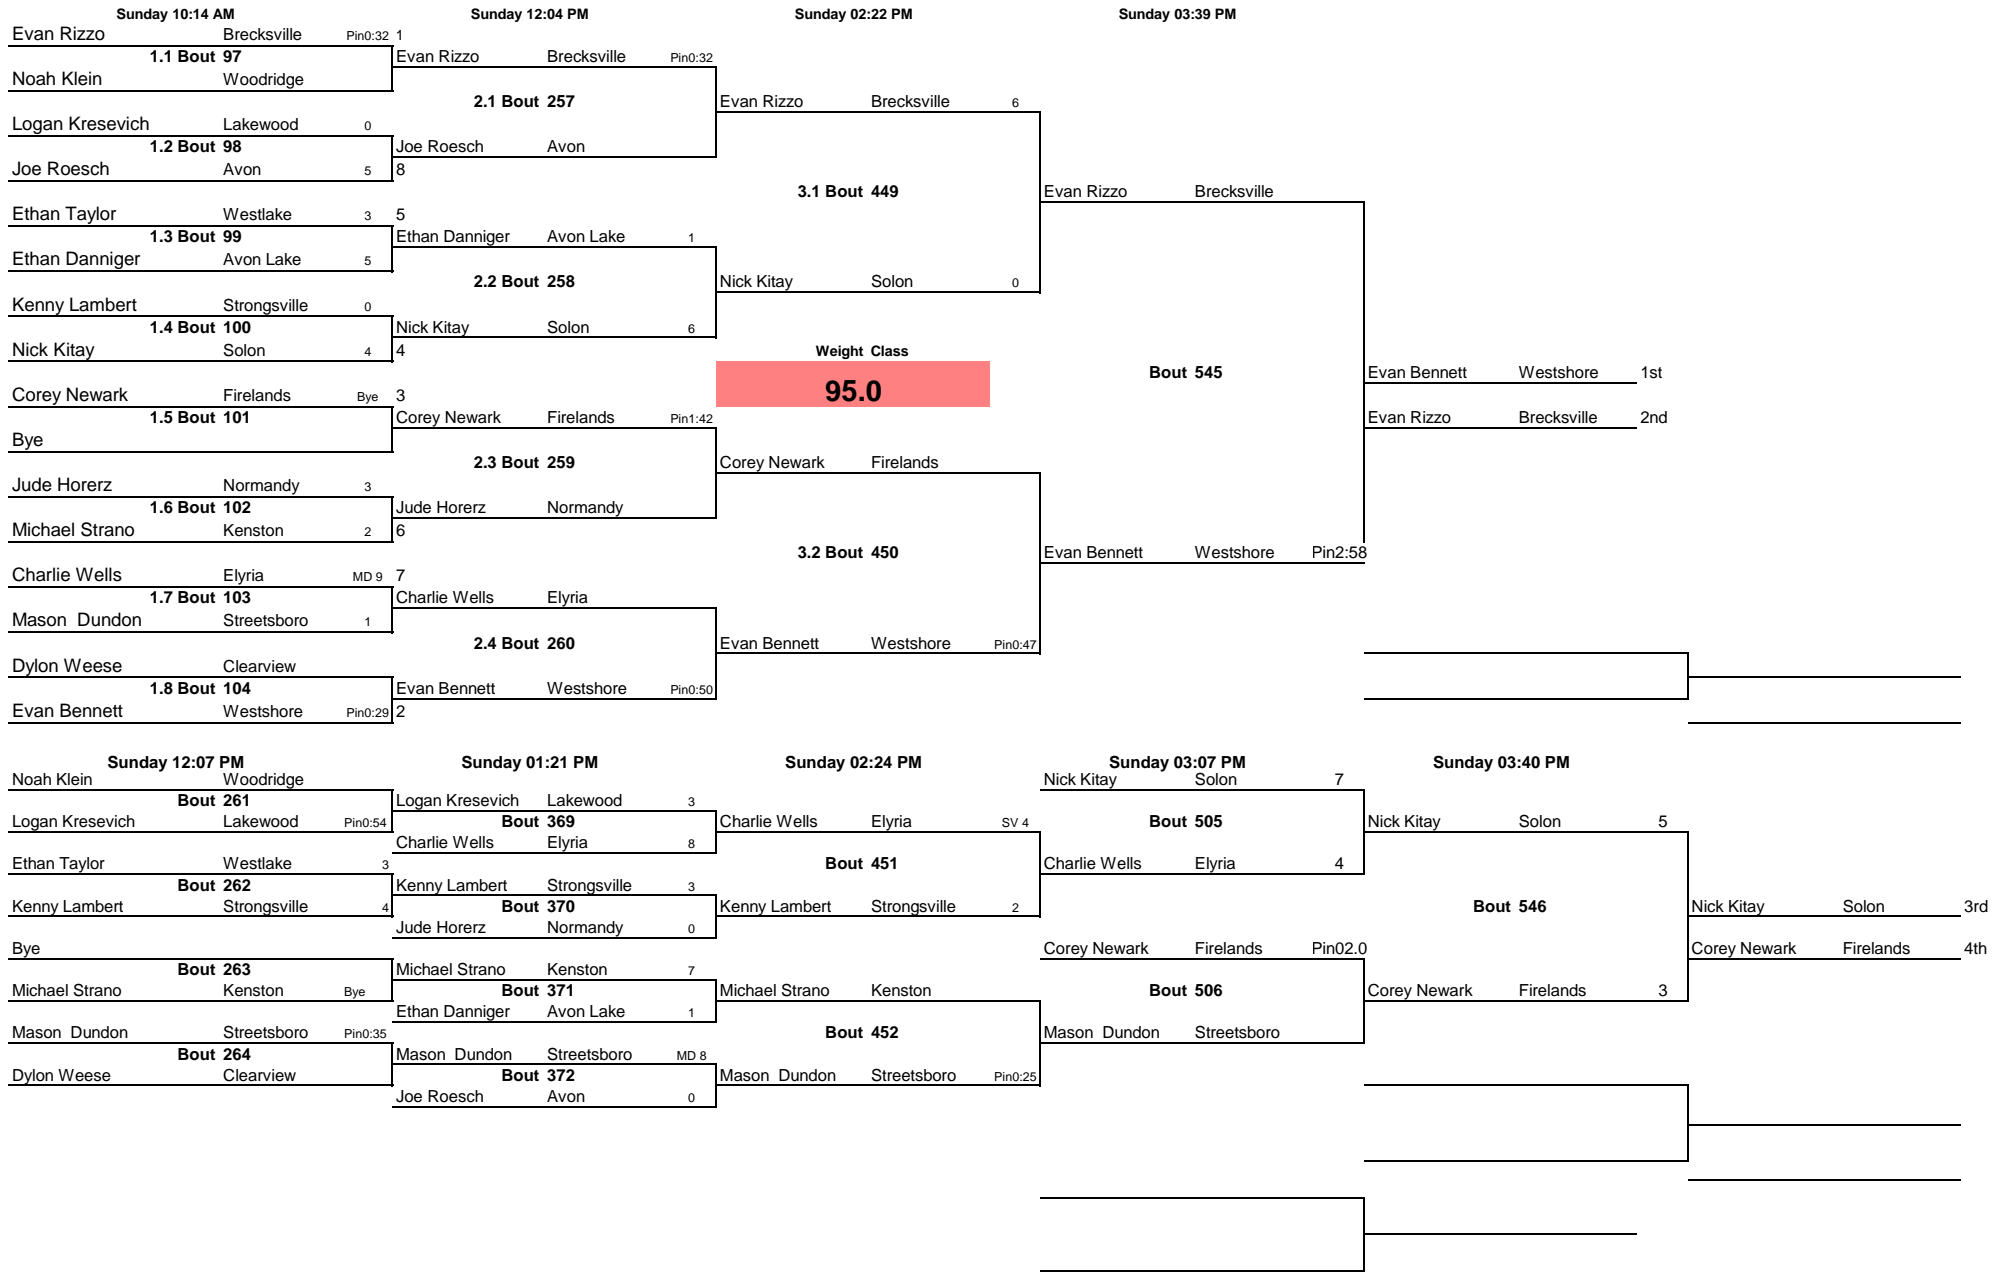 Sunday 10:14 AM Sunday 12:04 PM Sunday 02:22 PM Sunday 03:39 PM
Evan Rizzo Brecksville Pin0:32 1
1.1 Bout 97 Evan Rizzo Brecksville Pin0:32
Noah Klein Woodridge
2.1 Bout 257 Evan Rizzo Brecksville 6
Logan Kresevich Lakewood 0
1.2 Bout 98 Joe Roesch Avon
Joe Roesch Avon 5 8
3.1 Bout 449 Evan Rizzo Brecksville
Ethan Taylor Westlake 3 5
1.3 Bout 99 Ethan Danniger Avon Lake 1
Ethan Danniger Avon Lake 5
2.2 Bout 258 Nick Kitay Solon 0
Kenny Lambert Strongsville 0
1.4 Bout 100 Nick Kitay Solon 6
Nick Kitay Solon 4 4 Weight Class
Bout 545 Evan Bennett Westshore 1st
Corey Newark Firelands Bye 3 95.0
1.5 Bout 101 Corey Newark Firelands Pin1:42 Evan Rizzo Brecksville 2nd
Bye
2.3 Bout 259 Corey Newark Firelands
Jude Horerz Normandy 3
1.6 Bout 102 Jude Horerz Normandy
Michael Strano Kenston 2 6
3.2 Bout 450 Evan Bennett Westshore Pin2:58
Charlie Wells Elyria MD 9 7
1.7 Bout 103 Charlie Wells Elyria
Mason Dundon Streetsboro 1
2.4 Bout 260 Evan Bennett Westshore Pin0:47
Dylon Weese Clearview
1.8 Bout 104 Evan Bennett Westshore Pin0:50
Evan Bennett Westshore Pin0:29 2
Sunday 12:07 PM Sunday 01:21 PM Sunday 02:24 PM Sunday 03:07 PM Sunday 03:40 PM
Noah Klein Woodridge Nick Kitay Solon 7
Bout 261 Logan Kresevich Lakewood 3
Logan Kresevich Lakewood Pin0:54 Bout 369 Charlie Wells Elyria SV 4 Bout 505 Nick Kitay Solon 5
Charlie Wells Elyria 8
Ethan Taylor Westlake 3 Bout 451 Charlie Wells Elyria 4
Bout 262 Kenny Lambert Strongsville 3
Kenny Lambert Strongsville 4 Bout 370 Kenny Lambert Strongsville 2 Bout 546 Nick Kitay Solon 3rd
Jude Horerz Normandy 0
Bye Corey Newark Firelands Pin02.0 Corey Newark Firelands 4th
Bout 263 Michael Strano Kenston 7
Michael Strano Kenston Bye Bout 371 Michael Strano Kenston Bout 506 Corey Newark Firelands 3
Ethan Danniger Avon Lake 1
Mason Dundon Streetsboro Pin0:35 Bout 452 Mason Dundon Streetsboro
Bout 264 Mason Dundon Streetsboro MD 8
Dylon Weese Clearview Bout 372 Mason Dundon Streetsboro Pin0:25
Joe Roesch Avon 0